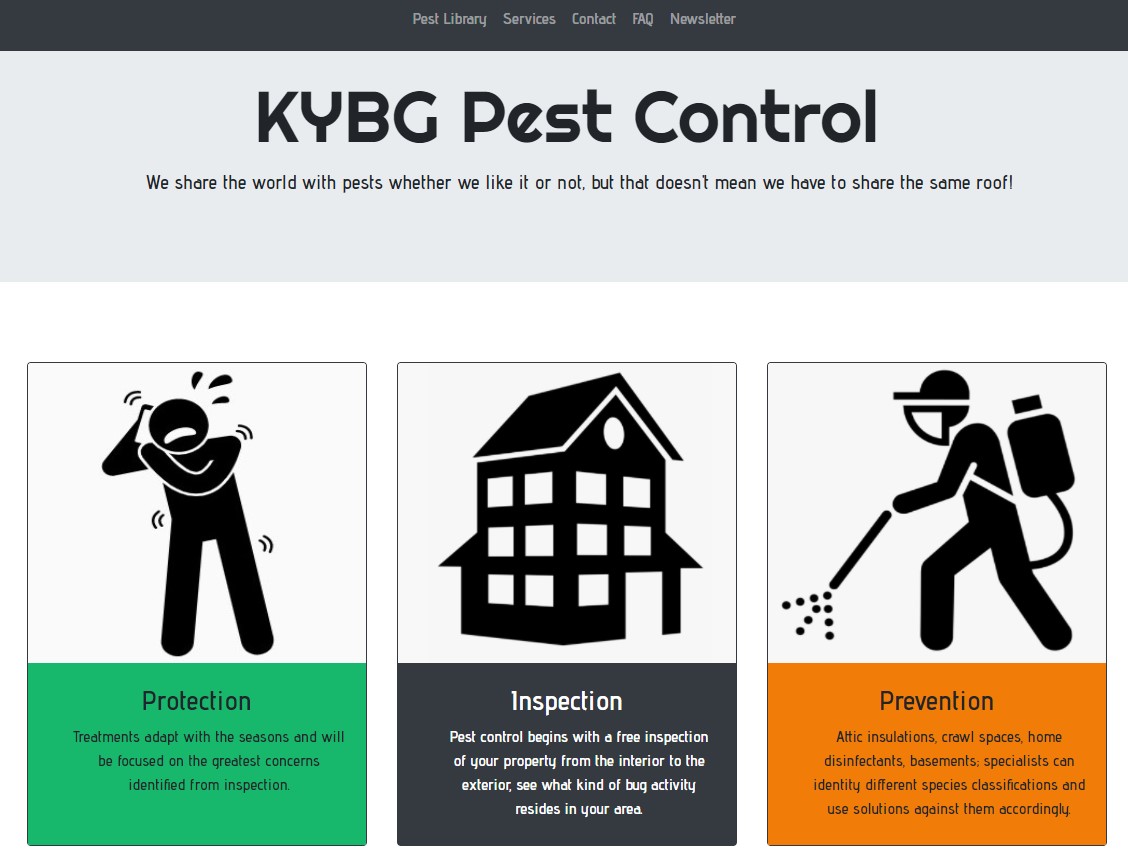 Pest Library Services Contact FAQ Newsletter
KYBG Pest Control
We share the world with pests whether we like it or not, but that doesn't mean we have to share the same roof!
Protection
Treatments adapt with the seasons and will
be focused on the greatest concerns
identified from inspection.
Inspection
Pest control begins with a free inspection
of your property from the interior to the
exterior, see what kind of bug activity
resides in your area.
Prevention
Attic insulations, crawl spaces, home
disinfectants, basements; specialists can
identity different species classifications and
use solutions against them accordingly.